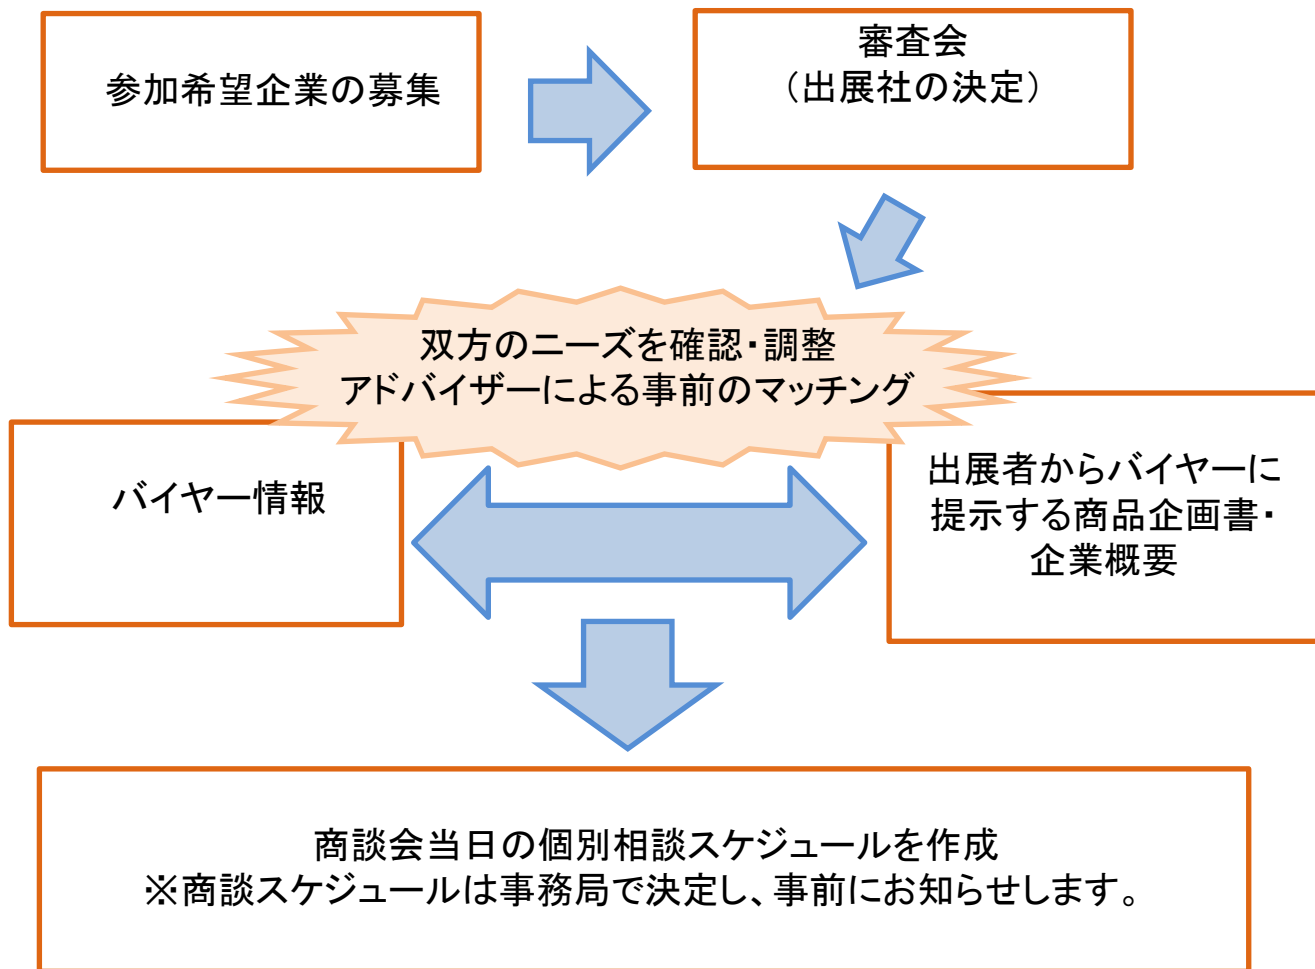 参加希望企業の募集
審査会
（出展社の決定）
双方のニーズを確認・調整
アドバイザーによる事前のマッチング
バイヤー情報
出展者からバイヤーに
提示する商品企画書・
企業概要
商談会当日の個別相談スケジュールを作成
※商談スケジュールは事務局で決定し、事前にお知らせします。